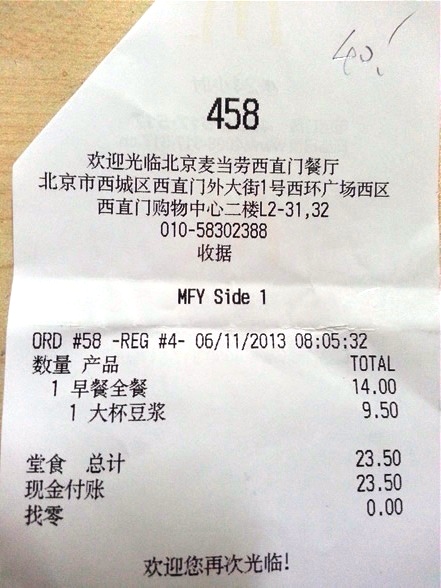 458
欢迎光临北京麦当劳西直门餐厅
北京市西城区西直门外大街1号西环广场西区
西直门购物中心二楼L2-31,32
010-58302388
收据
MFY Side 1
ORD #58 -REG #4- 06/11/2013 08:05:32
数量 产品 TOTAL
1 早餐全餐 14.00
1 大杯豆浆 9.50
堂食 总计 23.50
现金付账 23.50
找零 0.00
欢迎您再次光临!